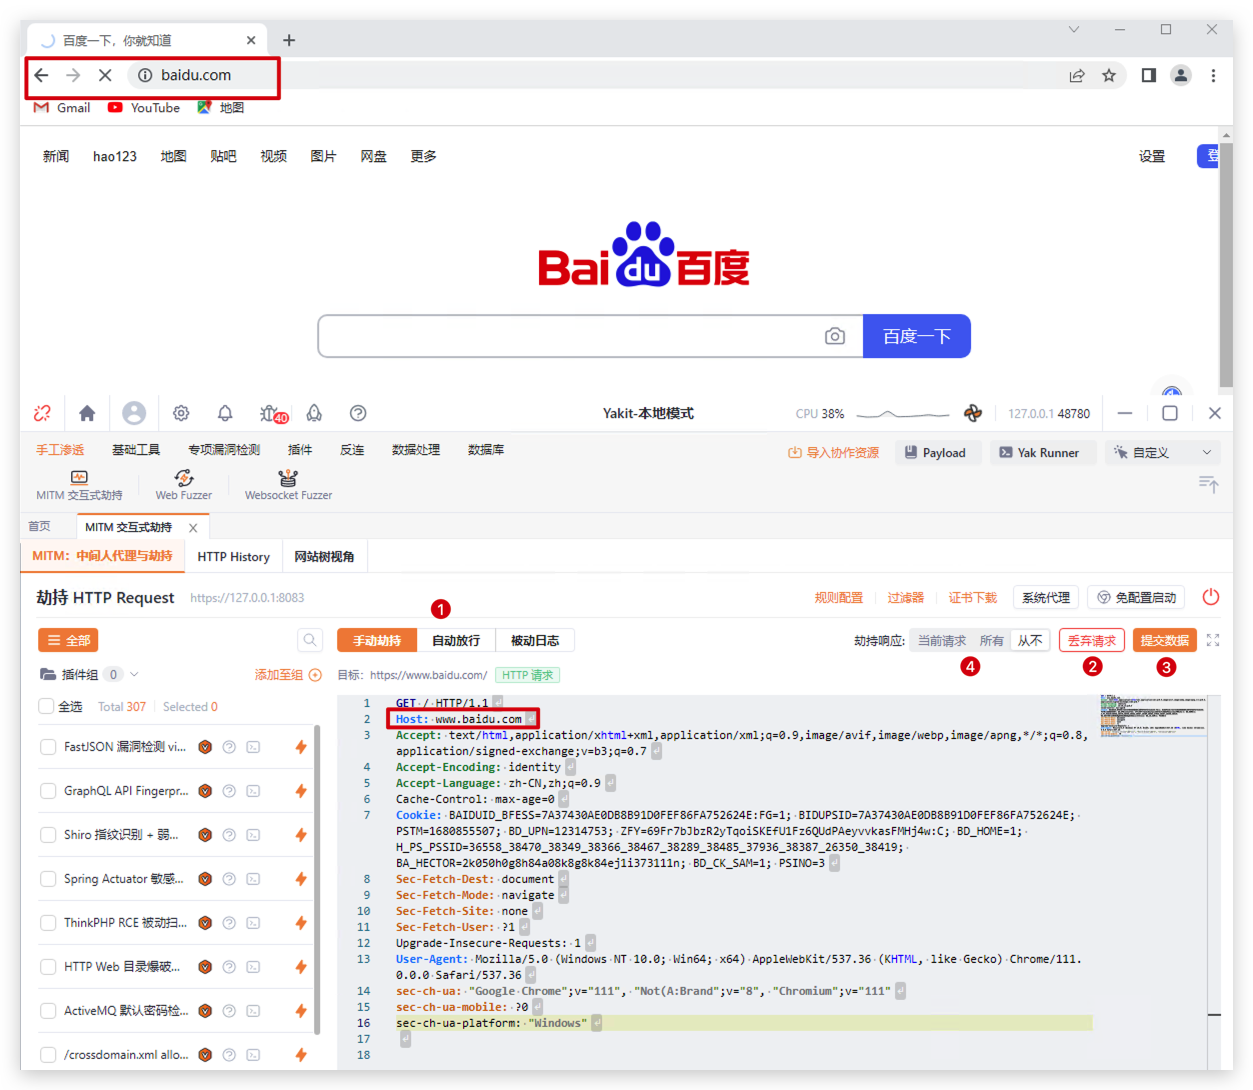 百度一下，你就知道
baidu.com
Gmail YouTube 地图
新闻 hao123 地图 贴吧 视频 图片 网盘 更多 设置 登
Bai du 百度
百度一下
40 Yakit-本地模式 CPU 38% 127.0.0.1 48780
手工渗透 基础工具 专项漏洞检测 插件 反连 数据处理 数据库 导入协作资源 Payload Yak Runner 自定义
MITM 交互式劫持 Web Fuzzer Websocket Fuzzer
首页 MITM 交互式劫持
MITM：中间人代理与劫持 HTTP History 网站树视角
劫持 HTTP Request https://127.0.0.1:8083 规则配置 过滤器 证书下载 系统代理 免配置启动
1
全部 手动劫持 自动放行 被动日志 劫持响应: 当前请求 所有 从不 丢弃请求 提交数据
4 2 3
插件组 0 添加至组 目标：https://www.baidu.com/ HTTP 请求
全选 Total 307 Selected 0
FastJSON 漏洞检测 vi...
GraphQL API Fingerpr...
Shiro 指纹识别 + 弱...
Spring Actuator 敏感...
ThinkPHP RCE 被动扫...
HTTP Web 目录爆破...
ActiveMQ 默认密码检...
/crossdomain.xml allo...
1 GET / HTTP/1.1
2 Host: www.baidu.com
3 Accept: text/html,application/xhtml+xml,application/xml;q=0.9,image/avif,image/webp,image/apng,*/*;q=0.8,
application/signed-exchange;v=b3;q=0.7
4 Accept-Encoding: identity
5 Accept-Language: zh-CN,zh;q=0.9
6 Cache-Control: max-age=0
7 Cookie: BAIDUID_BFESS=7A37430AE0DB8B91D0FEF86FA752624E:FG=1; BIDUPSID=7A37430AE0DB8B91D0FEF86FA752624E;
PSTM=1680855507; BD_UPN=12314753; ZFY=69Fr7bJbzR2yTqoiSKEfU1Fz6QUdPAeyvvkasFMHj4w:C; BD_HOME=1;
H_PS_PSSID=36558_38470_38349_38366_38467_38289_38485_37936_38387_26350_38419;
BA_HECTOR=2k050h0g8h84a08k8g8k84ej1i373111n; BD_CK_SAM=1; PSINO=3
8 Sec-Fetch-Dest: document
9 Sec-Fetch-Mode: navigate
10 Sec-Fetch-Site: none
11 Sec-Fetch-User: ?1
12 Upgrade-Insecure-Requests: 1
13 User-Agent: Mozilla/5.0 (Windows NT 10.0; Win64; x64) AppleWebKit/537.36 (KHTML, like Gecko) Chrome/111.
0.0.0 Safari/537.36
14 sec-ch-ua: "Google Chrome";v="111", "Not(A:Brand";v="8", "Chromium";v="111"
15 sec-ch-ua-mobile: ?0
16 sec-ch-ua-platform: "Windows"
17
18